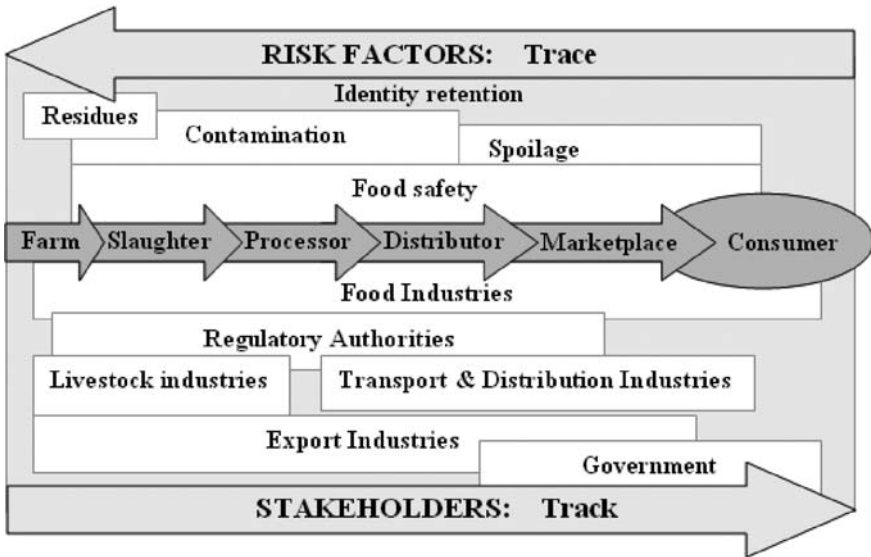 RISK FACTORS: Trace
Identity retention
Residues
Contamination
Spoilage
Food safety
Farm Slaughter Processor Distributor Marketplace Consumer
Food Industries
Regulatory Authorities
Livestock industries Transport & Distribution Industries
Export Industries
Government
STAKEHOLDERS: Track